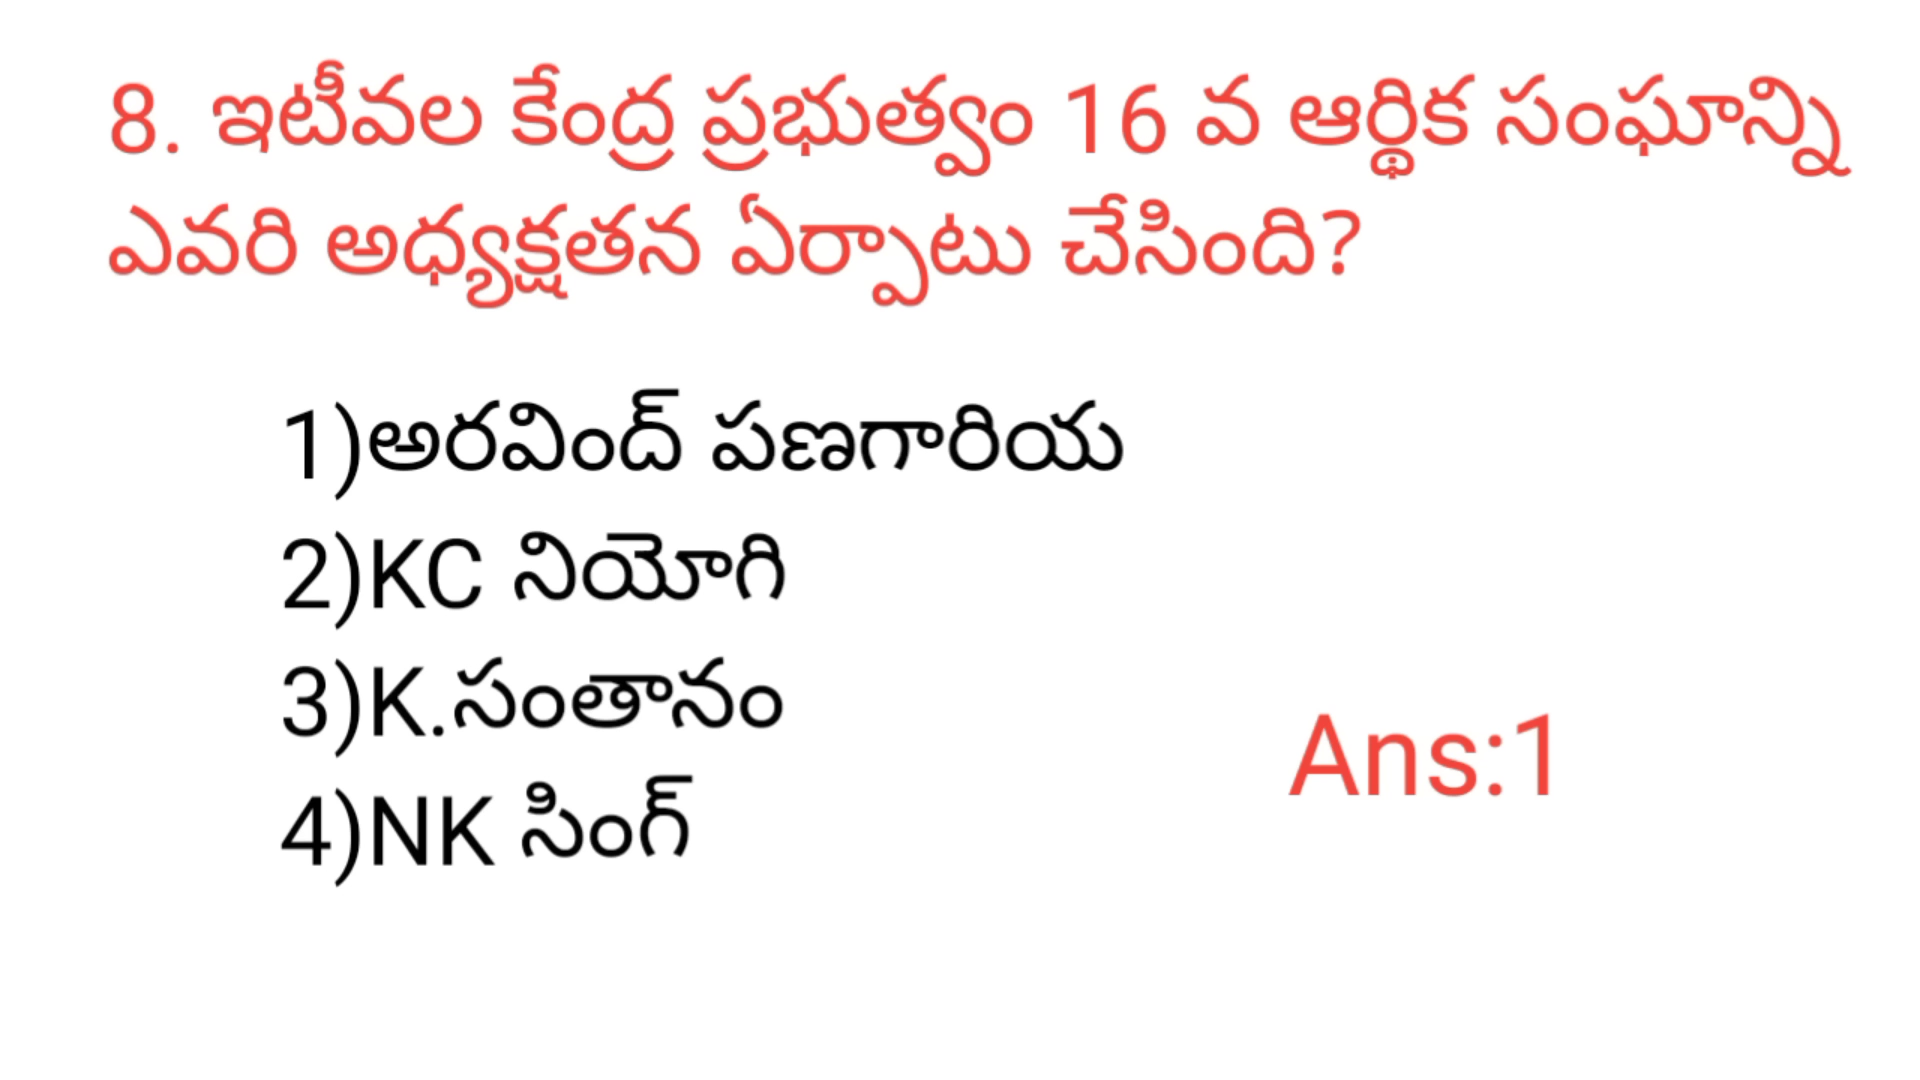 8. ఇటీవల కేంద్ర ప్రభుత్వం 16 వ ఆర్థిక సంఘాన్ని
ఎవరి అధ్యక్షతన ఏర్పాటు చేసింది?
1)అరవింద్ పణగారియ
2)KC నియోగి
3)K.సంతానం
4)NK సింగ్
Ans:1